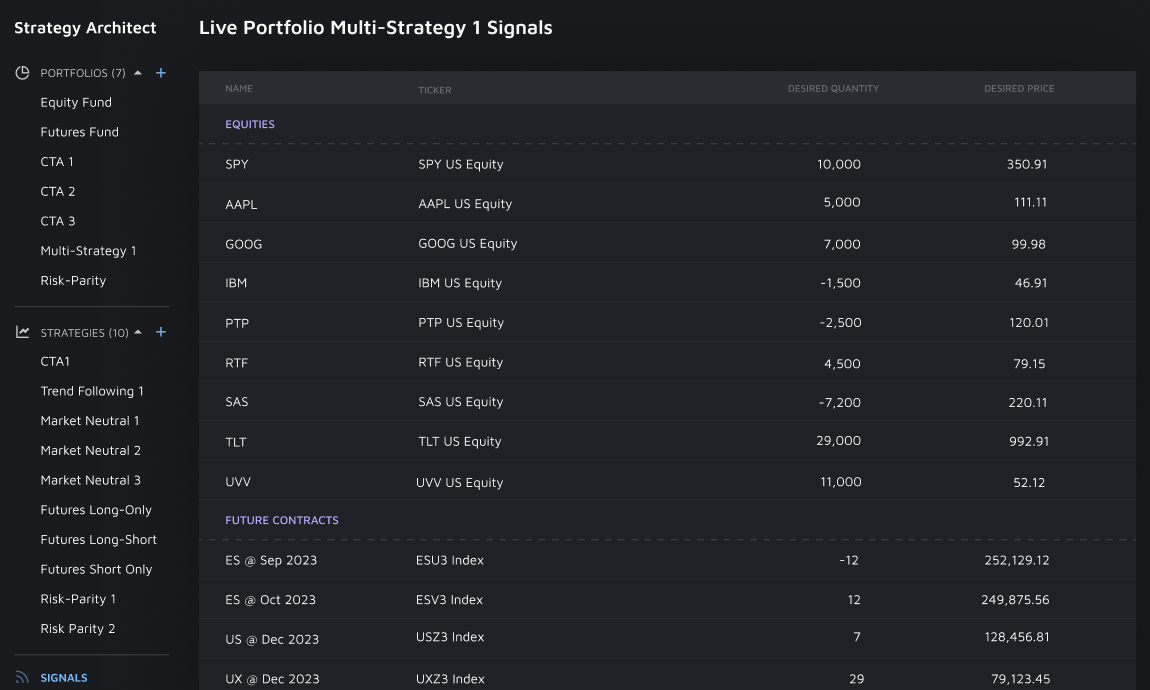 Strategy Architect
PORTFOLIOS (7)
Equity Fund
Futures Fund
CTA 1
CTA 2
CTA 3
Multi-Strategy 1
Risk-Parity
STRATEGIES (10)
CTA1
Trend Following 1
Market Neutral 1
Market Neutral 2
Market Neutral 3
Futures Long-Only
Futures Long-Short
Futures Short Only
Risk-Parity 1
Risk Parity 2
SIGNALS
Live Portfolio Multi-Strategy 1 Signals
NAME TICKER DESIRED QUANTITY DESIRED PRICE
EQUITIES
SPY SPY US Equity 10,000 350.91
AAPL AAPL US Equity 5,000 111.11
GOOG GOOG US Equity 7,000 99.98
IBM IBM US Equity -1,500 46.91
PTP PTP US Equity -2,500 120.01
RTF RTF US Equity 4,500 79.15
SAS SAS US Equity -7,200 220.11
TLT TLT US Equity 29,000 992.91
UVV UVV US Equity 11,000 52.12
FUTURE CONTRACTS
ES @ Sep 2023 ESU3 Index -12 252,129.12
ES @ Oct 2023 ESV3 Index 12 249,875.56
US @ Dec 2023 USZ3 Index 7 128,456.81
UX @ Dec 2023 UXZ3 Index 29 79,123.45